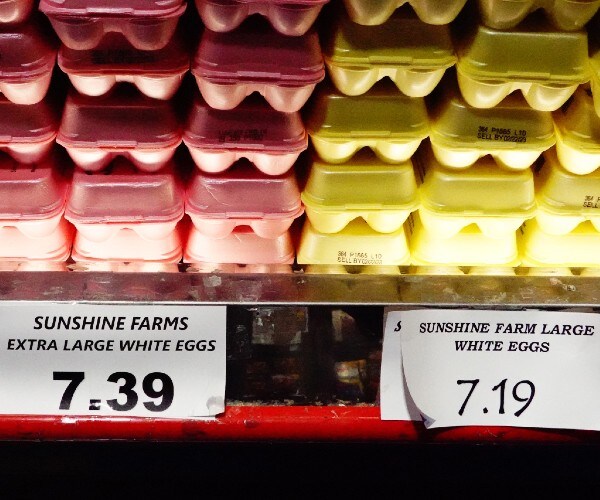 SUNSHINE FARMS
EXTRA LARGE WHITE EGGS
7.39
S
SUNSHINE FARM LARGE
WHITE EGGS
7.19